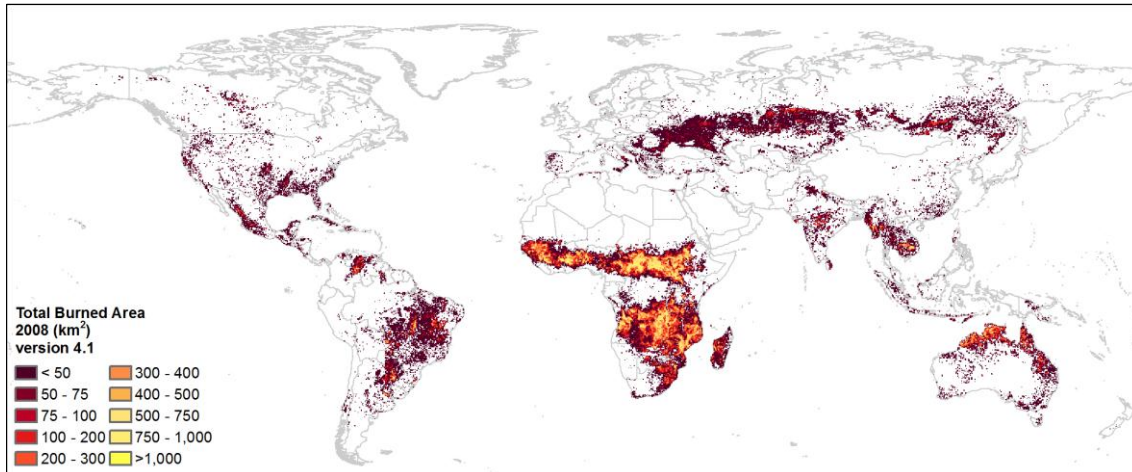 Total Burned Area
2008 (km²)
version 4.1
< 50
50 - 75
75 - 100
100 - 200
200 - 300
300 - 400
400 - 500
500 - 750
750 - 1,000
>1,000